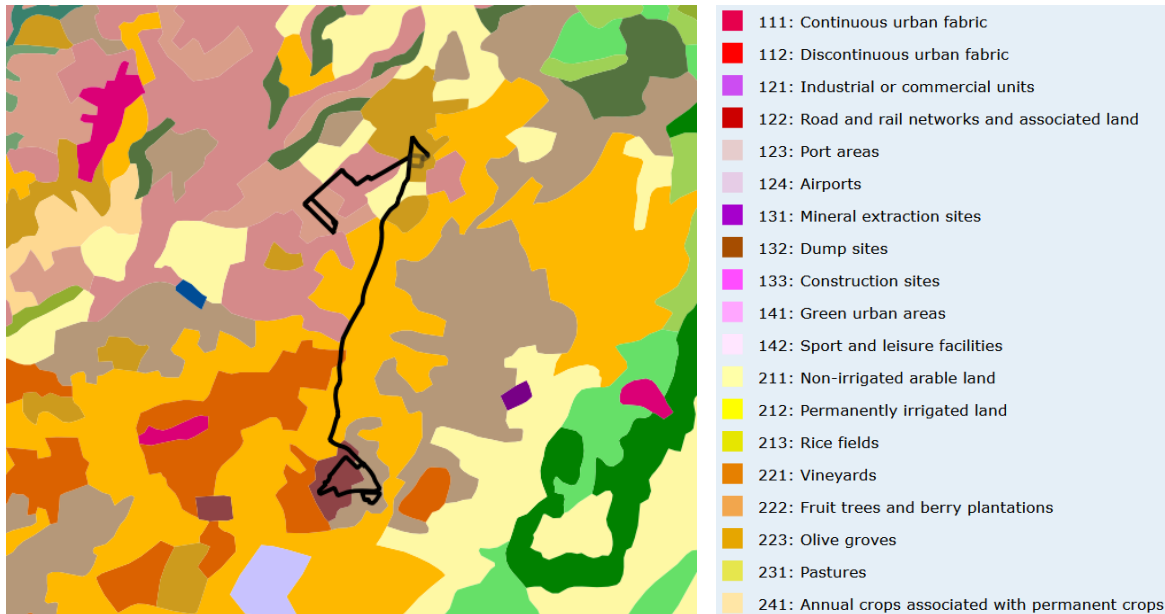 111: Continuous urban fabric
112: Discontinuous urban fabric
121: Industrial or commercial units
122: Road and rail networks and associated land
123: Port areas
124: Airports
131: Mineral extraction sites
132: Dump sites
133: Construction sites
141: Green urban areas
142: Sport and leisure facilities
211: Non-irrigated arable land
212: Permanently irrigated land
213: Rice fields
221: Vineyards
222: Fruit trees and berry plantations
223: Olive groves
231: Pastures
241: Annual crops associated with permanent crops